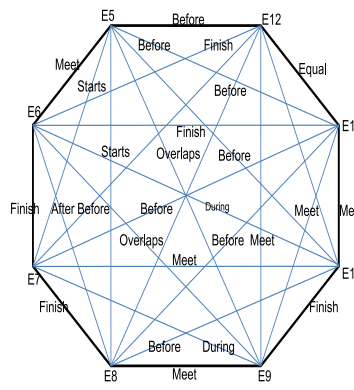 E5
Before
E12
Before
Finish
Meet
Equal
Starts
Before
E6
E1
Finish
Starts
Overlaps
Before
Finish
After
Before
Before
During
Meet
Me
Overlaps
Before
Meet
Meet
E7
E1
Finish
Finish
Before
During
E8
Meet
E9